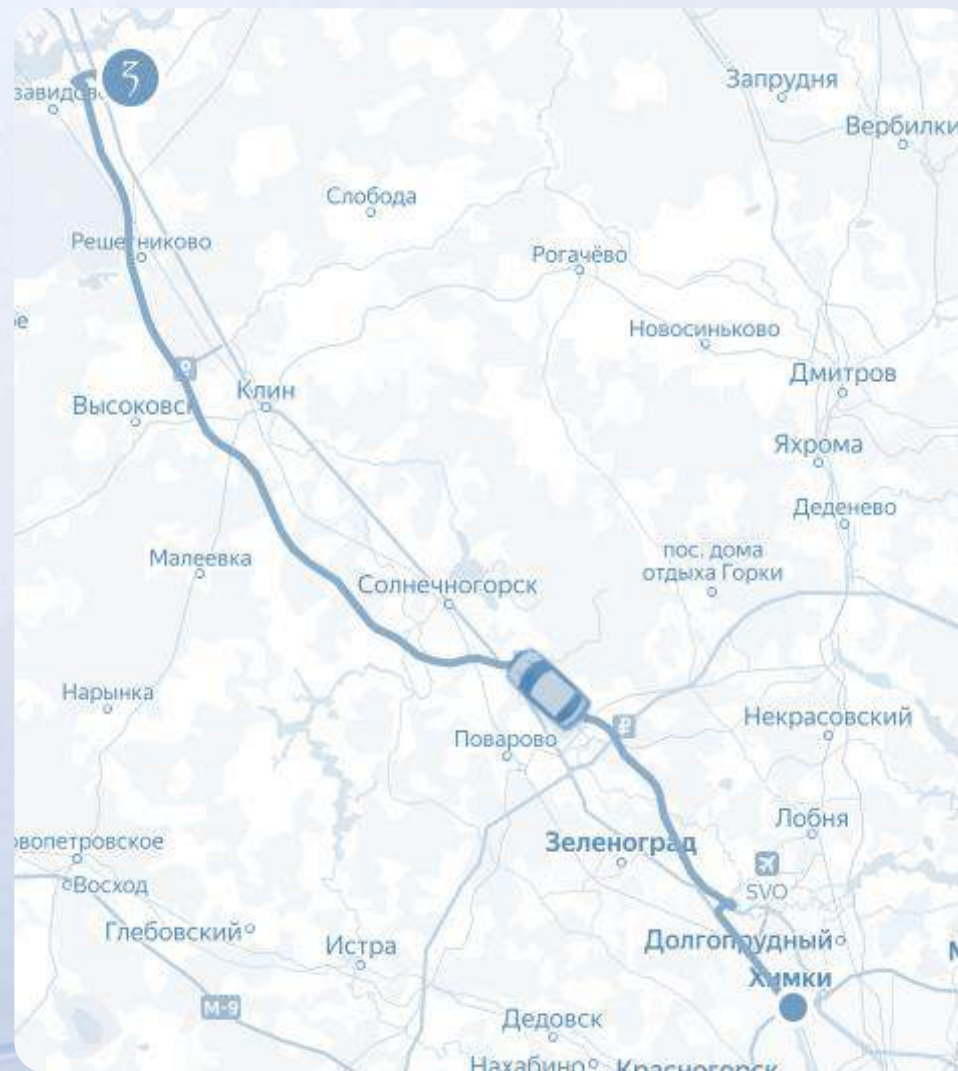 Запрудня
Вербилки
Слобода
Решетниково
Рогачёво
Новосиньково
Дмитров
Клин
Яхрома
Деденево
Малеевка
пос. дома
отдыха Горки
Солнечногорск
Нарынка
Поварово
Некрасовский
Лобня
Зеленоград
SVO
Восход
Глебовский
Истра
Долгопрудный
Химки
М-9
Дедовск
Нахабино
Красногорск